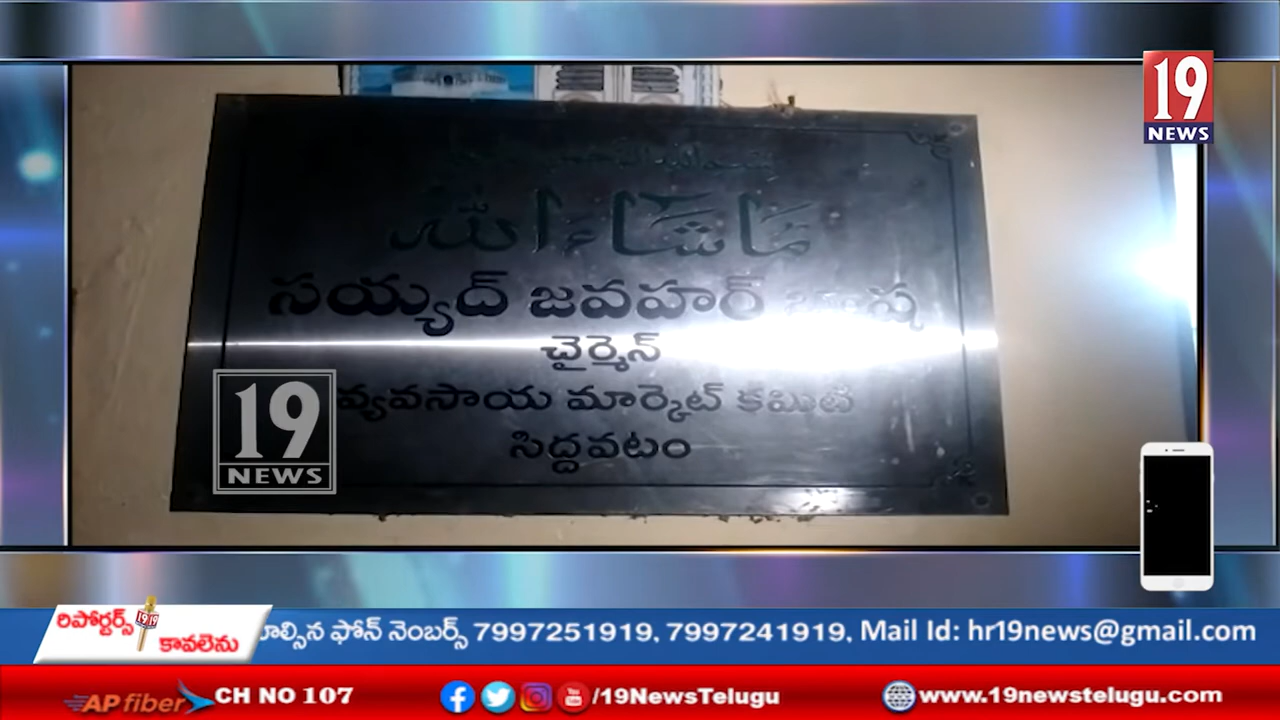 19
NEWS
ماشاءالله
సయ్యద్ జవహర్ బాష
చైర్మెన్
వ్యవసాయ మార్కెట్ కమిటి
సిద్దవటం
19
NEWS
రిపోర్టర్స్
కావలెను
ల్సిన ఫోన్ నెంబర్స్ 7997251919, 7997241919, Mail Id: hr19news@gmail.com
AP fiber CH NO 107 /19NewsTelugu www.19newstelugu.com